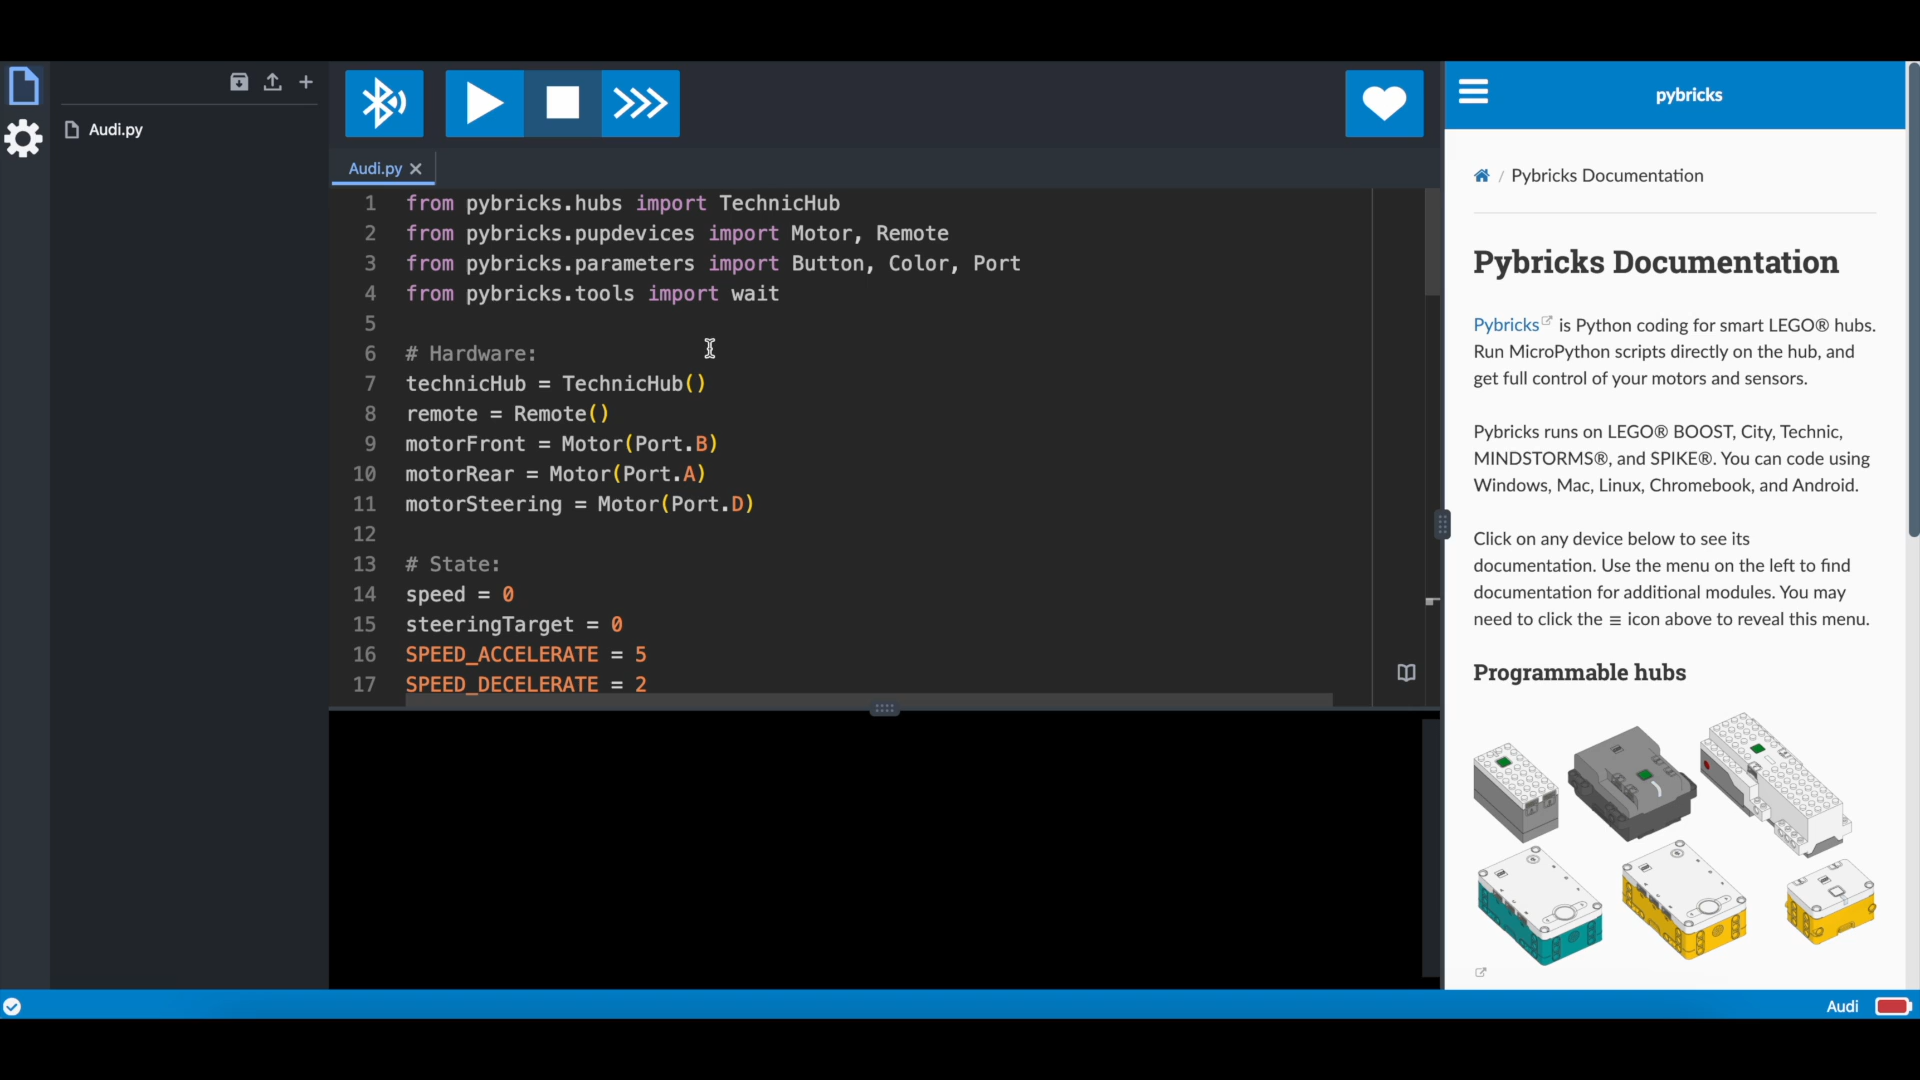 Audi.py
Audi.py
1 from pybricks.hubs import TechnicHub
2 from pybricks.pupdevices import Motor, Remote
3 from pybricks.parameters import Button, Color, Port
4 from pybricks.tools import wait
5
6 # Hardware:
7 technicHub = TechnicHub()
8 remote = Remote()
9 motorFront = Motor(Port.B)
10 motorRear = Motor(Port.A)
11 motorSteering = Motor(Port.D)
12
13 # State:
14 speed = 0
15 steeringTarget = 0
16 SPEED_ACCELERATE = 5
17 SPEED_DECELERATE = 2
pybricks
/ Pybricks Documentation
Pybricks Documentation
Pybricks is Python coding for smart LEGO® hubs.
Run MicroPython scripts directly on the hub, and
get full control of your motors and sensors.
Pybricks runs on LEGO® BOOST, City, Technic,
MINDSTORMS®, and SPIKE®. You can code using
Windows, Mac, Linux, Chromebook, and Android.
Click on any device below to see its
documentation. Use the menu on the left to find
documentation for additional modules. You may
need to click the ≡ icon above to reveal this menu.
Programmable hubs
Audi